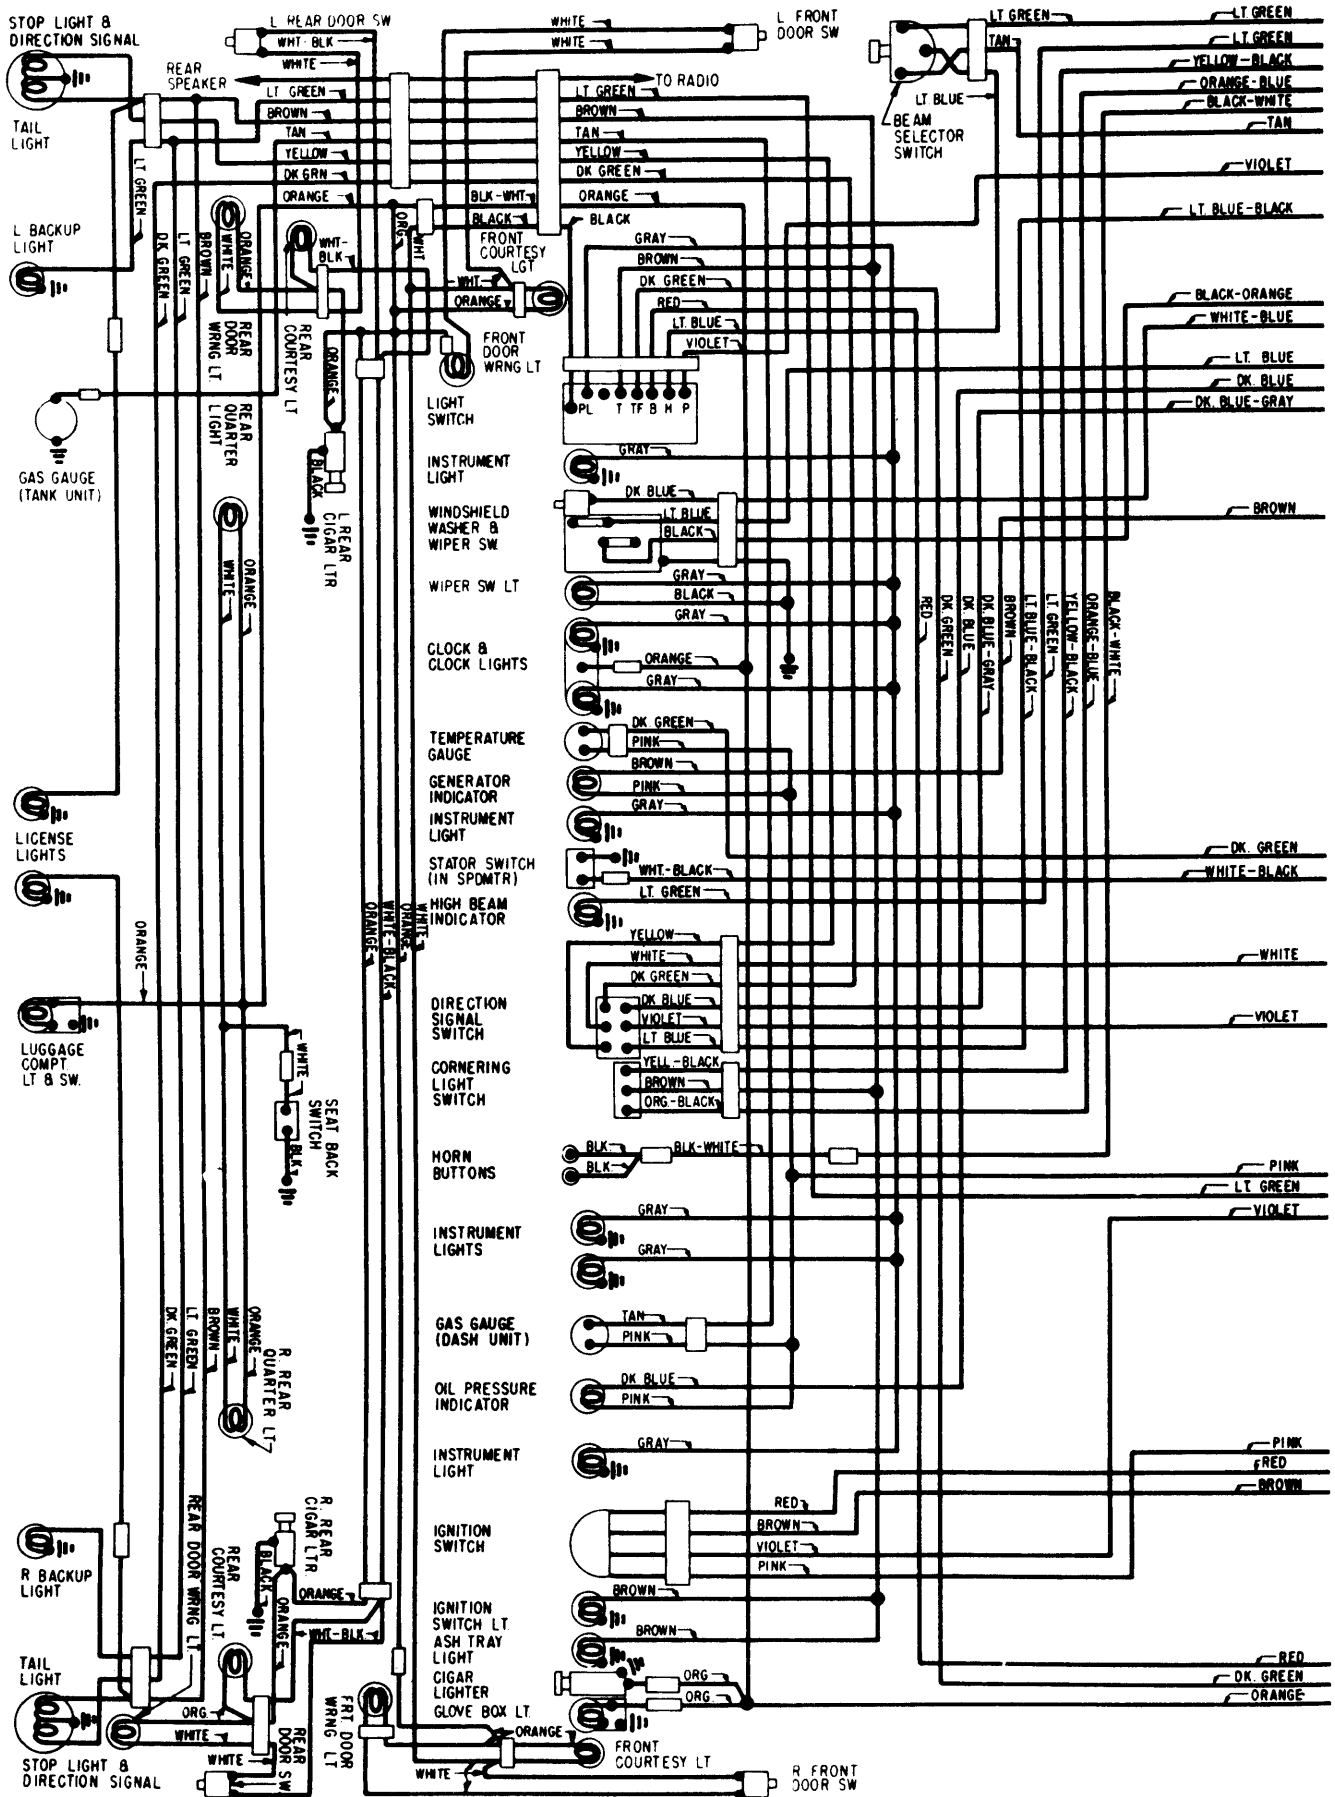 STOP LIGHT &
DIRECTION SIGNAL
L REAR DOOR SW
WHT-BLK
WHITE
WHITE
WHITE
L FRONT
DOOR SW
LT GREEN
TAN
LT. GREEN
LT. GREEN
YELLOW-BLACK
ORANGE-BLUE
BLACK-WHITE
TAN
VIOLET
LT. BLUE-BLACK
BLACK-ORANGE
WHITE-BLUE
LT. BLUE
DK. BLUE
DK. BLUE-GRAY
BROWN
LT BLUE
BEAM
SELECTOR
SWITCH
REAR
SPEAKER
TO RADIO
TAIL
LIGHT
LT GREEN
BROWN
TAN
YELLOW
DK GRN
ORANGE
LT GREEN
BROWN
TAN
YELLOW
DK GREEN
ORANGE
BLK-WHT
BLACK
BLACK
ORG
WHT
FRONT
COURTESY
LGT
WHT
ORANGE
GRAY
BROWN
DK GREEN
RED
LT. BLUE
VIOLET
L BACKUP
LIGHT
LT GREEN
DK GREEN
LT GREEN
BROWN
WHITE
ORANGE
WHT-
BLK
REAR
DOOR
WRNG LT.
REAR
COURTESY LT
ORANGE
FRONT
DOOR
WRNG LT
PL T TF B H P
LIGHT
SWITCH
GAS GAUGE
(TANK UNIT)
REAR
QUARTER
LIGHT
BLACK
L REAR
CIGAR LTR
WHITE
ORANGE
INSTRUMENT
LIGHT
GRAY
WINDSHIELD
WASHER &
WIPER SW.
DK BLUE
LT BLUE
BLACK
WIPER SW LT
GRAY
BLACK
GRAY
CLOCK &
CLOCK LIGHTS
ORANGE
GRAY
TEMPERATURE
GAUGE
DK. GREEN
PINK
GENERATOR
INDICATOR
BROWN
PINK
INSTRUMENT
LIGHT
GRAY
STATOR SWITCH
(IN SPDMTR)
WHT.-BLACK
HIGH BEAM
INDICATOR
LT. GREEN
RED
DK. GREEN
DK. BLUE
DK. BLUE-GRAY
BROWN
LT BLUE-BLACK
LT. GREEN
YELLOW-BLACK
ORANGE-BLUE
BLACK-WHITE
DK. GREEN
WHITE-BLACK
WHITE
VIOLET
LICENSE
LIGHTS
ORANGE
ORANGE
WHITE-BLACK
ORANGE
WHITE
DIRECTION
SIGNAL
SWITCH
YELLOW
WHITE
DK GREEN
DK BLUE
VIOLET
LT BLUE
LUGGAGE
COMPT.
LT & SW.
WHITE
SEAT BACK
SWITCH
BLK
CORNERING
LIGHT
SWITCH
YELL.-BLACK
BROWN
ORG.-BLACK
HORN
BUTTONS
BLK.
BLK
BLK-WHITE
PINK
LT. GREEN
VIOLET
INSTRUMENT
LIGHTS
GRAY
GRAY
GAS GAUGE
(DASH UNIT)
TAN
PINK
OIL PRESSURE
INDICATOR
DK BLUE
PINK
INSTRUMENT
LIGHT
GRAY
DK GREEN
LT. GREEN
BROWN
WHITE
ORANGE
R. REAR
QUARTER LT.
PINK
RED
BROWN
IGNITION
SWITCH
RED
BROWN
VIOLET
PINK
R BACKUP
LIGHT
REAR DOOR WRNG LT.
REAR
COURTESY LT.
R. REAR
CIGAR LTR.
BLACK
ORANGE
ORANGE
WHT-BLK
IGNITION
SWITCH LT.
BROWN
ASH TRAY
LIGHT
BROWN
CIGAR
LIGHTER
ORG
GLOVE BOX LT.
ORG
RED
DK. GREEN
ORANGE
TAIL
LIGHT
ORG.
WHITE
WHITE
REAR
DOOR SW
FRT. DOOR
WRNG LT
ORANGE
WHITE
FRONT
COURTESY LT
R FRONT
DOOR SW
STOP LIGHT &
DIRECTION SIGNAL